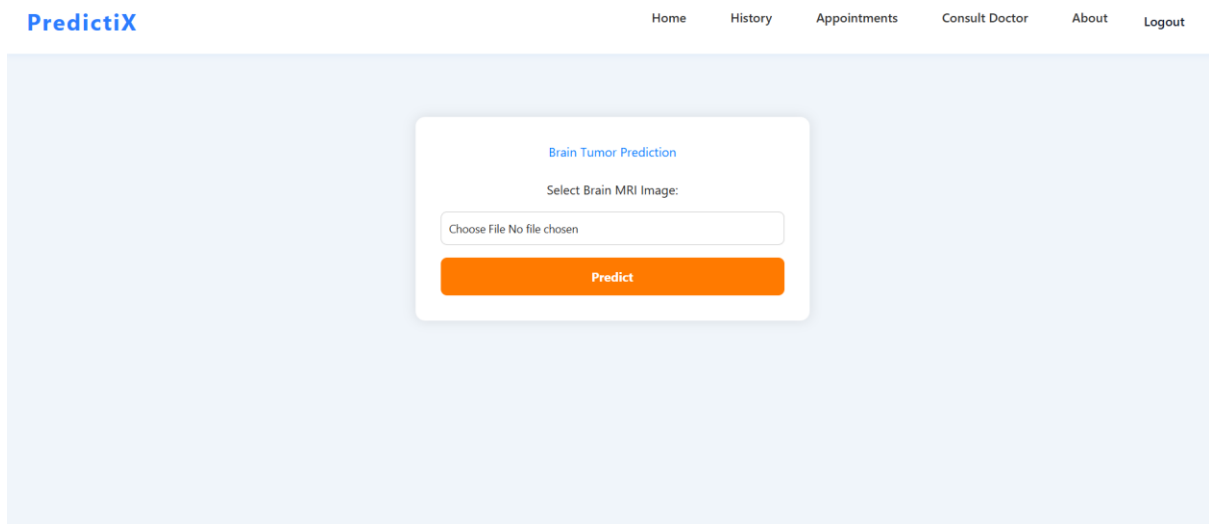 PredictiX
Home History Appointments Consult Doctor About Logout
Brain Tumor Prediction
Select Brain MRI Image:
Choose File No file chosen
Predict